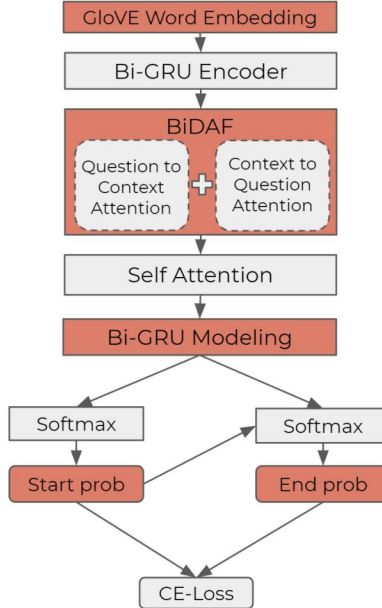 GloVE Word Embedding
Bi-GRU Encoder
BiDAF
Question to
Context
Attention
Context to
Question
Attention
Self Attention
Bi-GRU Modeling
Softmax
Softmax
Start prob
End prob
CE-Loss